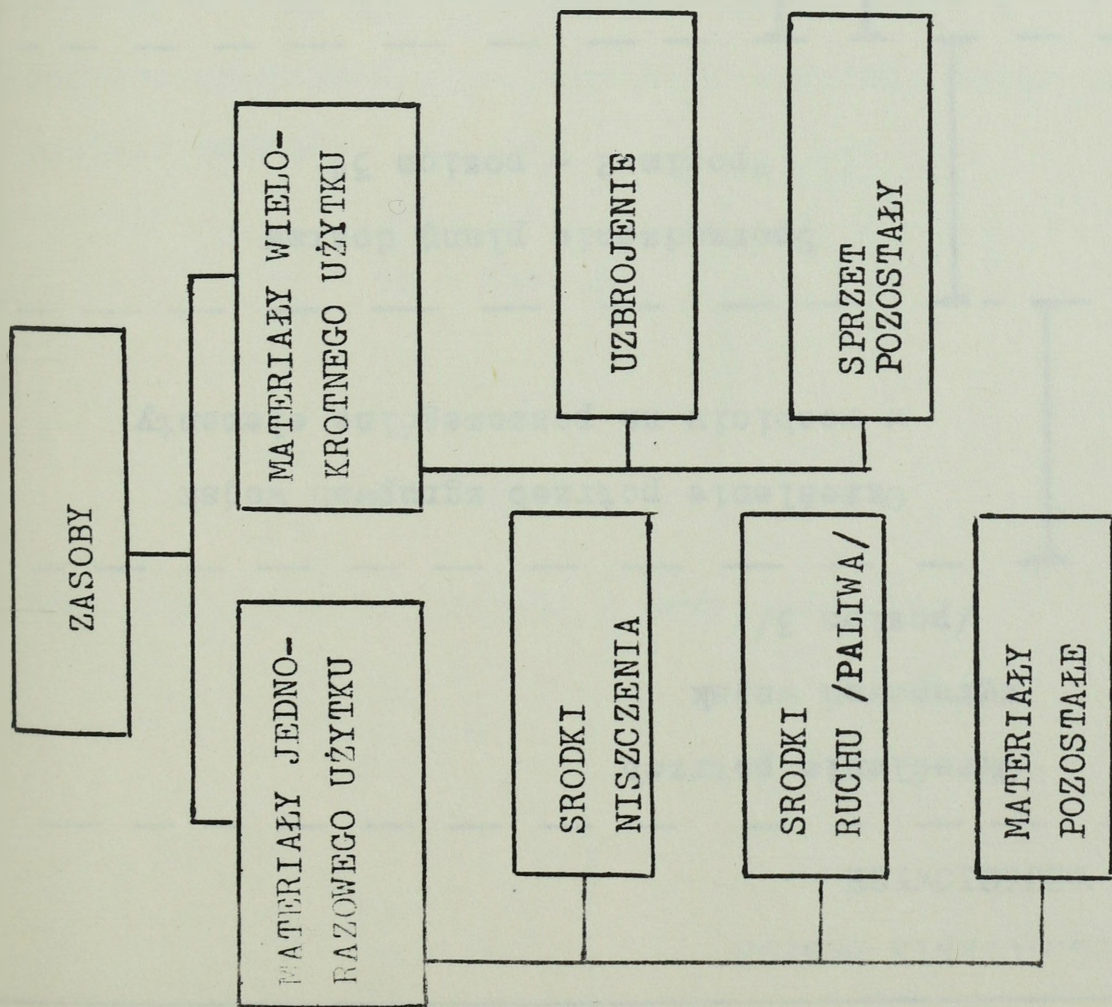 ZASOBY
MATERIAŁY JEDNO-
RAZOWEGO UŻYTKU
MATERIAŁY WIELO-
KROTNEGO UŻYTKU
SRODKI
NISZCZENIA
SRODKI
RUCHU /PALIWA/
MATERIAŁY
POZOSTAŁE
UZBROJENIE
SPRZET
POZOSTAŁY